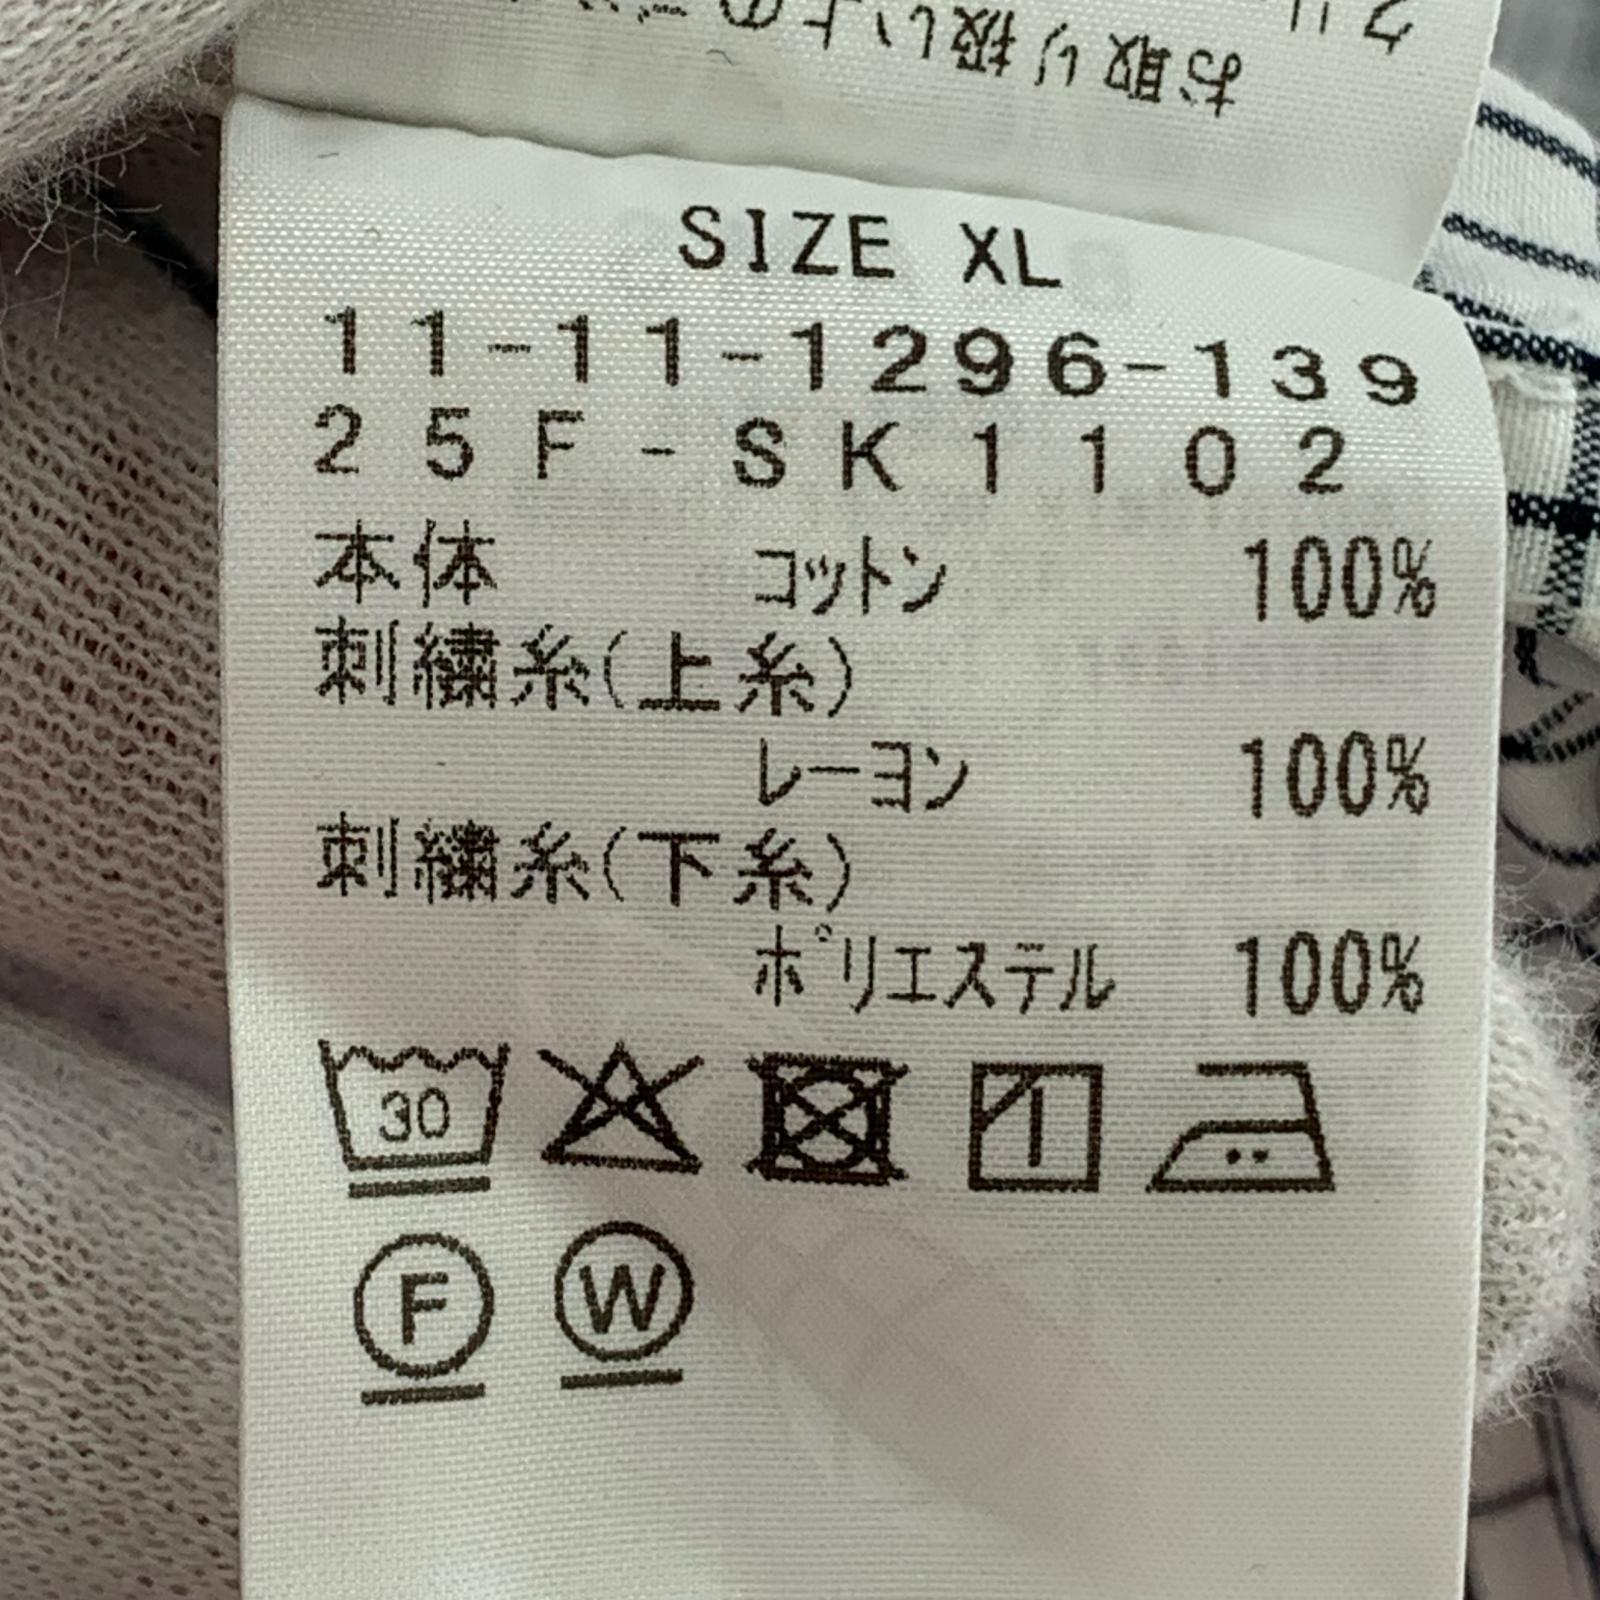 お取り扱い上の
SIZE XL
11-11-1296-139
25F-SK1102
本体 コットン 100%
刺繍糸(上糸)
レーヨン 100%
刺繍糸(下糸)
ポリエステル 100%
30
F W